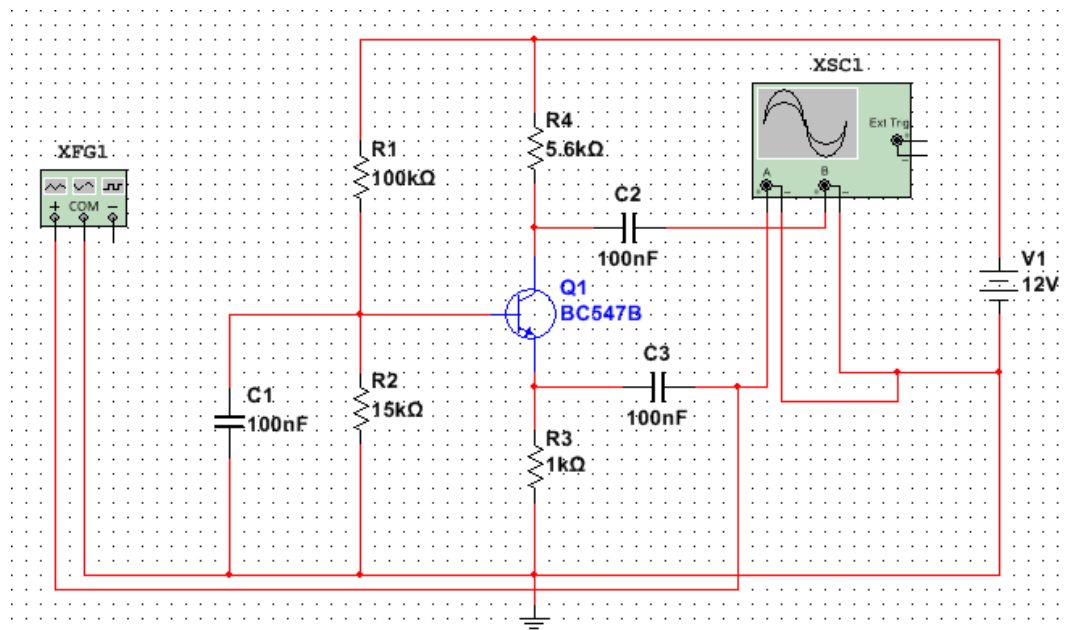 XSC1
Ext Trig
+
−
A
B
+
−
+
−
XFG1
+
COM
−
R4
5.6kΩ
R1
100kΩ
C2
100nF
V1
12V
Q1
BC547B
C3
100nF
R2
15kΩ
C1
100nF
R3
1kΩ